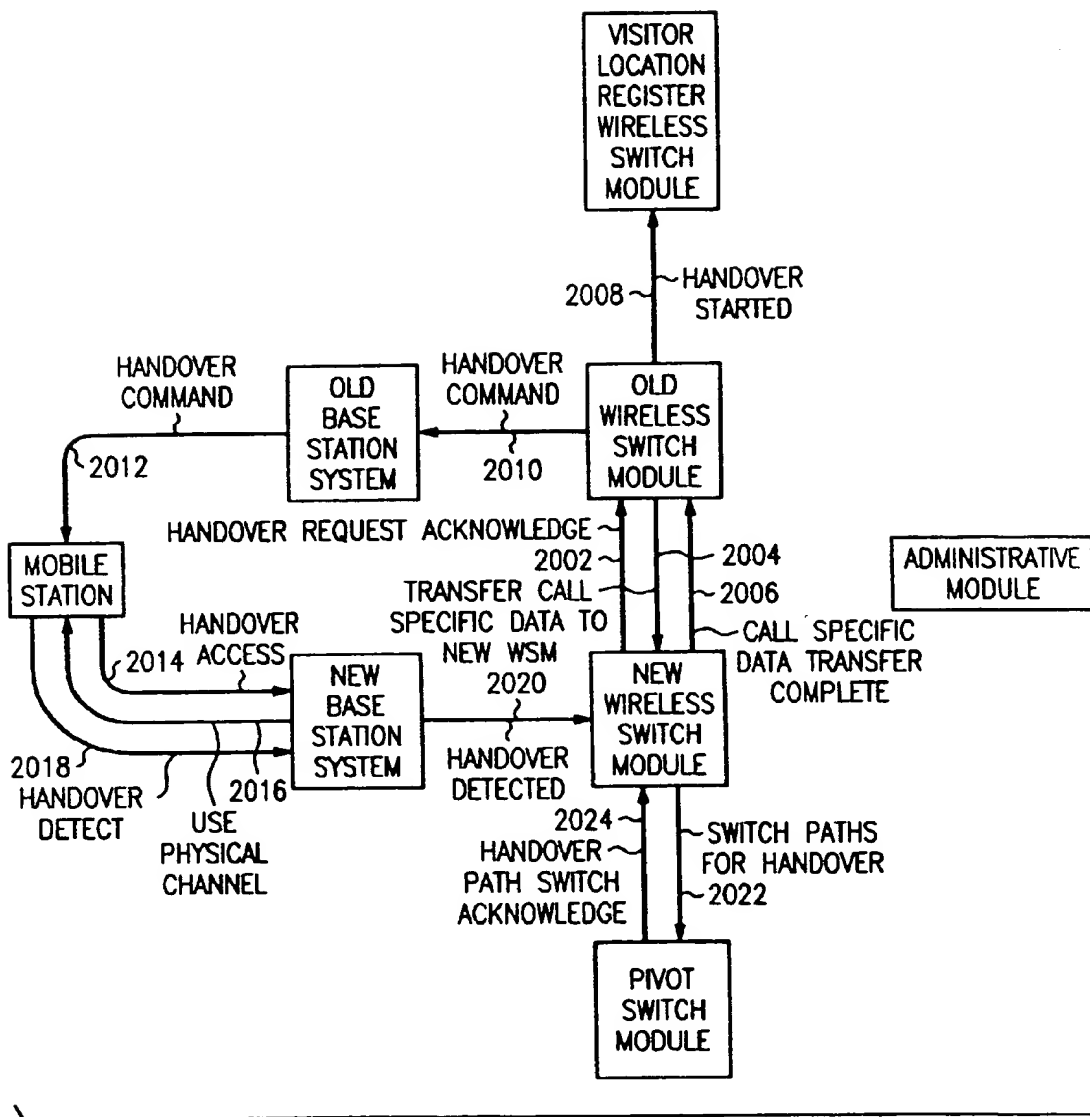 VISITOR
LOCATION
REGISTER
WIRELESS
SWITCH
MODULE
2008
HANDOVER
STARTED
HANDOVER
COMMAND
2012
OLD
BASE
STATION
SYSTEM
HANDOVER
COMMAND
2010
OLD
WIRELESS
SWITCH
MODULE
HANDOVER REQUEST ACKNOWLEDGE
2002
2004
TRANSFER CALL
SPECIFIC DATA TO
NEW WSM
2006
CALL SPECIFIC
DATA TRANSFER
COMPLETE
ADMINISTRATIVE
MODULE
MOBILE
STATION
2014
HANDOVER
ACCESS
2018
HANDOVER
DETECT
2016
USE
PHYSICAL
CHANNEL
NEW
BASE
STATION
SYSTEM
2020
HANDOVER
DETECTED
NEW
WIRELESS
SWITCH
MODULE
2024
HANDOVER
PATH SWITCH
ACKNOWLEDGE
SWITCH PATHS
FOR HANDOVER
2022
PIVOT
SWITCH
MODULE